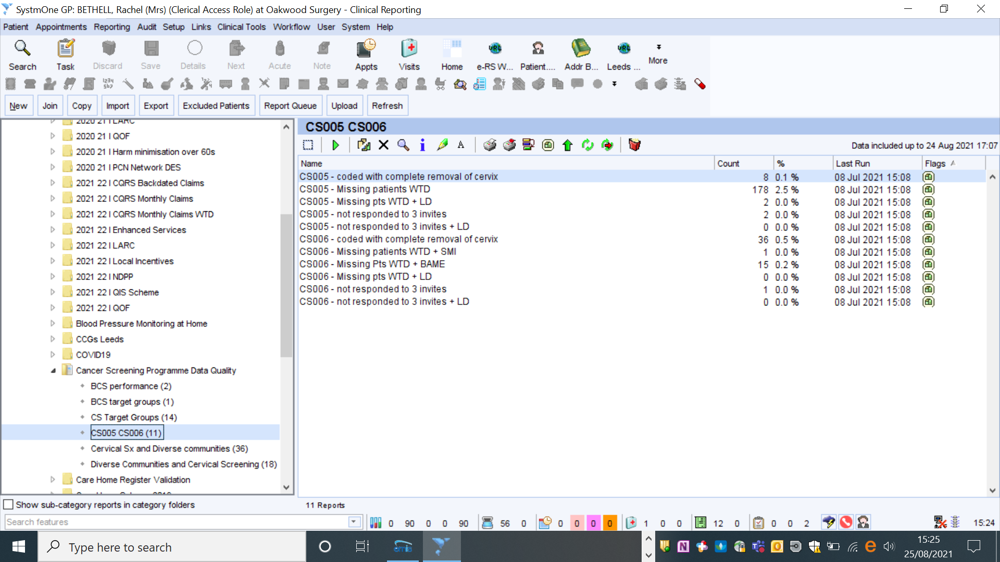 SystmOne GP: BETHELL, Rachel (Mrs) (Clerical Access Role) at Oakwood Surgery - Clinical Reporting
Patient Appointments Reporting Audit Setup Links Clinical Tools Workflow User System Help
Search Task Discard Save Details Next Acute Note Appts Visits Home e-RS W... Patient.... Addr B... Leeds ... More
New Join Copy Import Export Excluded Patients Report Queue Upload Refresh
2020 21 I LARC
2020 21 I QOF
2020 21 I Harm minimisation over 60s
2020 21 I PCN Network DES
2021 22 I CQRS Backdated Claims
2021 22 I CQRS Monthly Claims
2021 22 I CQRS Monthly Claims WTD
2021 22 I Enhanced Services
2021 22 I LARC
2021 22 I Local Incentives
2021 22 I NDPP
2021 22 I QIS Scheme
2021 22 I QOF
Blood Pressure Monitoring at Home
CCGs Leeds
COVID19
Cancer Screening Programme Data Quality
BCS performance (2)
BCS target groups (1)
CS Target Groups (14)
CS005 CS006 (11)
Cervical Sx and Diverse communities (36)
Diverse Communities and Cervical Screening (18)
Care Home Register Validation
Show sub-category reports in category folders
CS005 CS006
Data included up to 24 Aug 2021 17:07
Name Count % Last Run Flags
CS005 - coded with complete removal of cervix 8 0.1 % 08 Jul 2021 15:08
CS005 - Missing patients WTD 178 2.5 % 08 Jul 2021 15:08
CS005 - Missing pts WTD + LD 2 0.0 % 08 Jul 2021 15:08
CS005 - not responded to 3 invites 2 0.0 % 08 Jul 2021 15:08
CS005 - not responded to 3 invites + LD 0 0.0 % 08 Jul 2021 15:08
CS006 - coded with complete removal of cervix 36 0.5 % 08 Jul 2021 15:08
CS006 - Missing patients WTD + SMI 1 0.0 % 08 Jul 2021 15:08
CS006 - Missing Pts WTD + BAME 15 0.2 % 08 Jul 2021 15:08
CS006 - Missing pts WTD + LD 0 0.0 % 08 Jul 2021 15:08
CS006 - not responded to 3 invites 1 0.0 % 08 Jul 2021 15:08
CS006 - not responded to 3 invites + LD 0 0.0 % 08 Jul 2021 15:08
11 Reports
Search features 0 90 0 0 90 56 0 0 0 0 0 1 0 0 12 0 0 0 2 15:24
Type here to search
15:25
25/08/2021